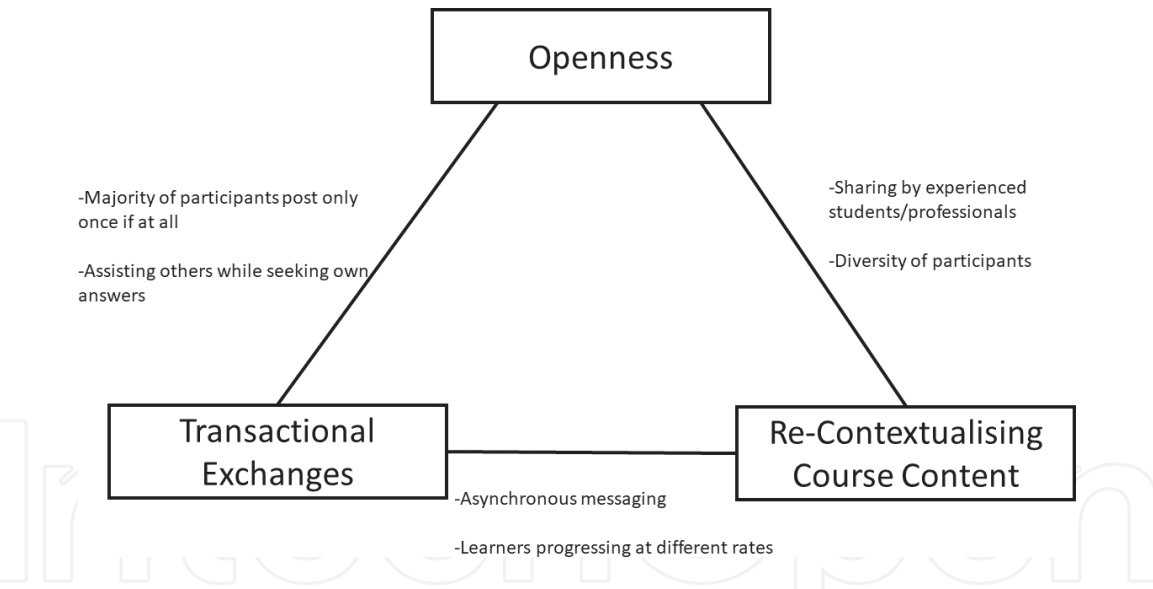 Openness
-Majority of participants post only
once if at all
-Assisting others while seeking own
answers
-Sharing by experienced
students/professionals
-Diversity of participants
Transactional
Exchanges
Re-Contextualising
Course Content
-Asynchronous messaging
-Learners progressing at different rates